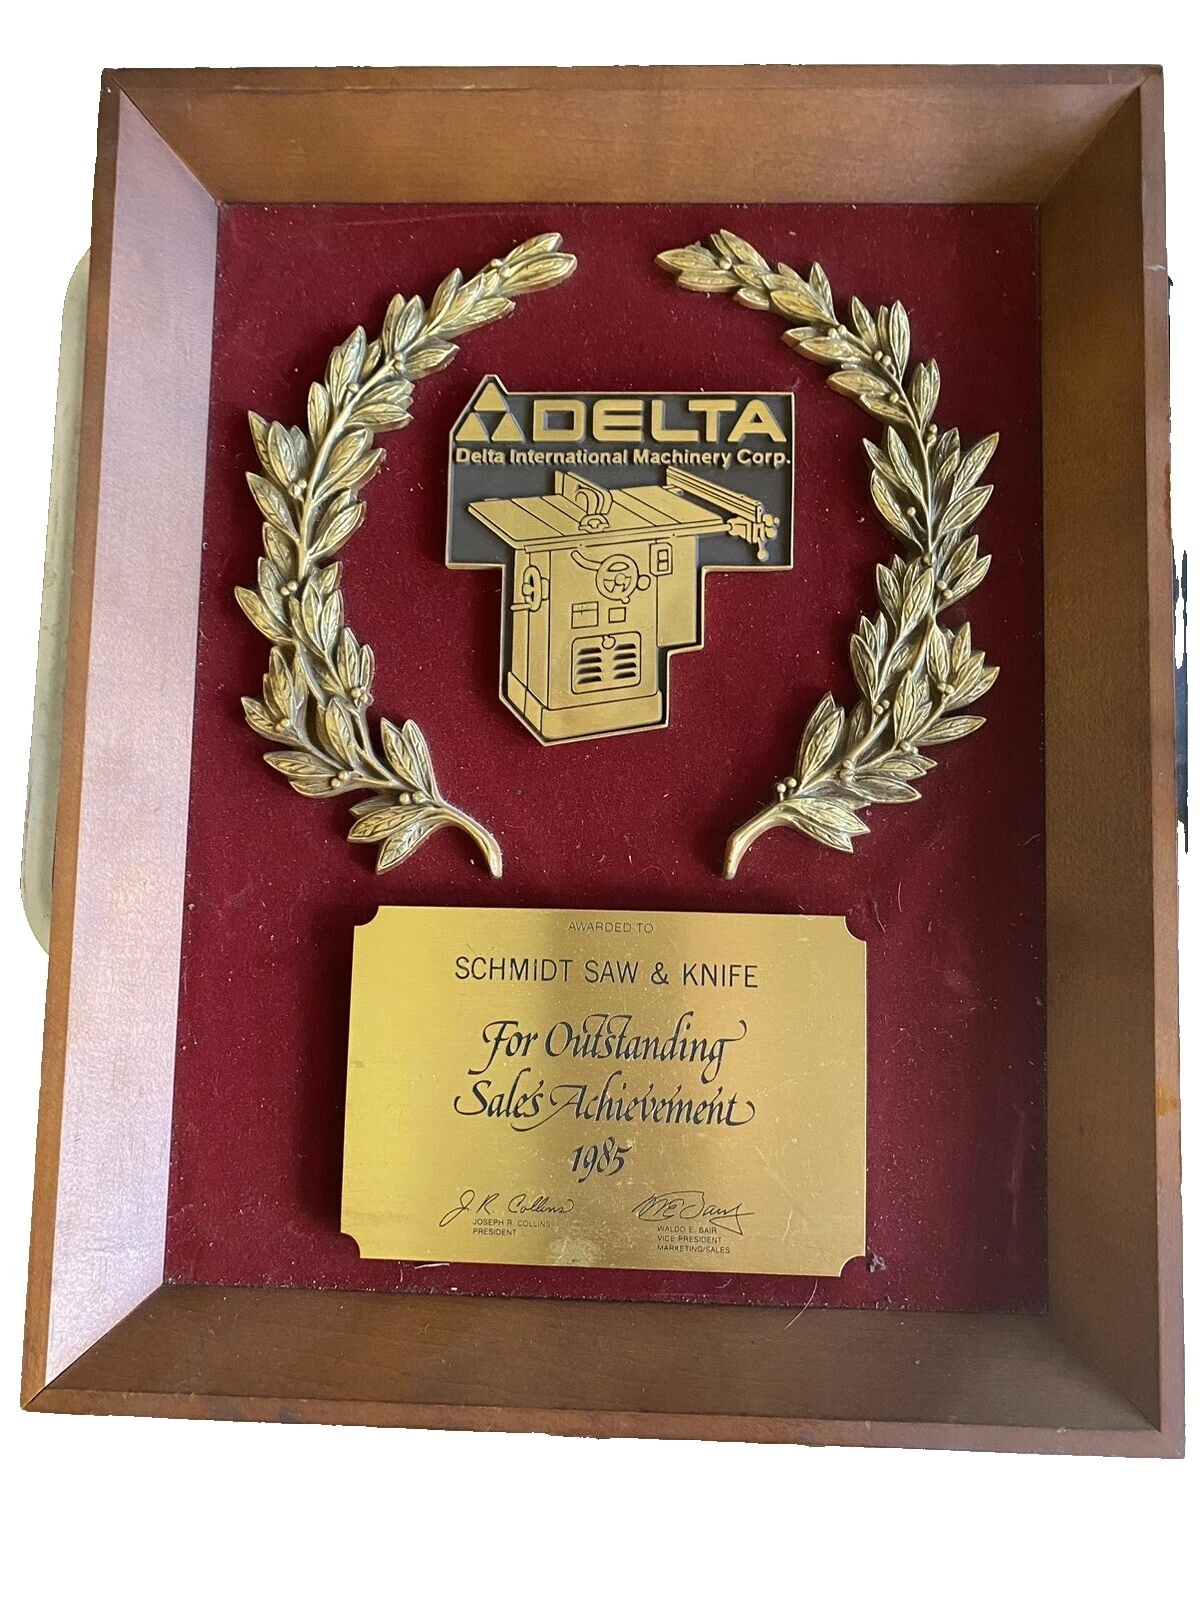 DELTA
Delta International Machinery Corp.
AWARDED TO
SCHMIDT SAW & KNIFE
For Outstanding
Sales Achievement
1985
J. R. Collins
JOSEPH R. COLLINS
PRESIDENT
WALDO E. BAIR
VICE PRESIDENT
MARKETING/SALES